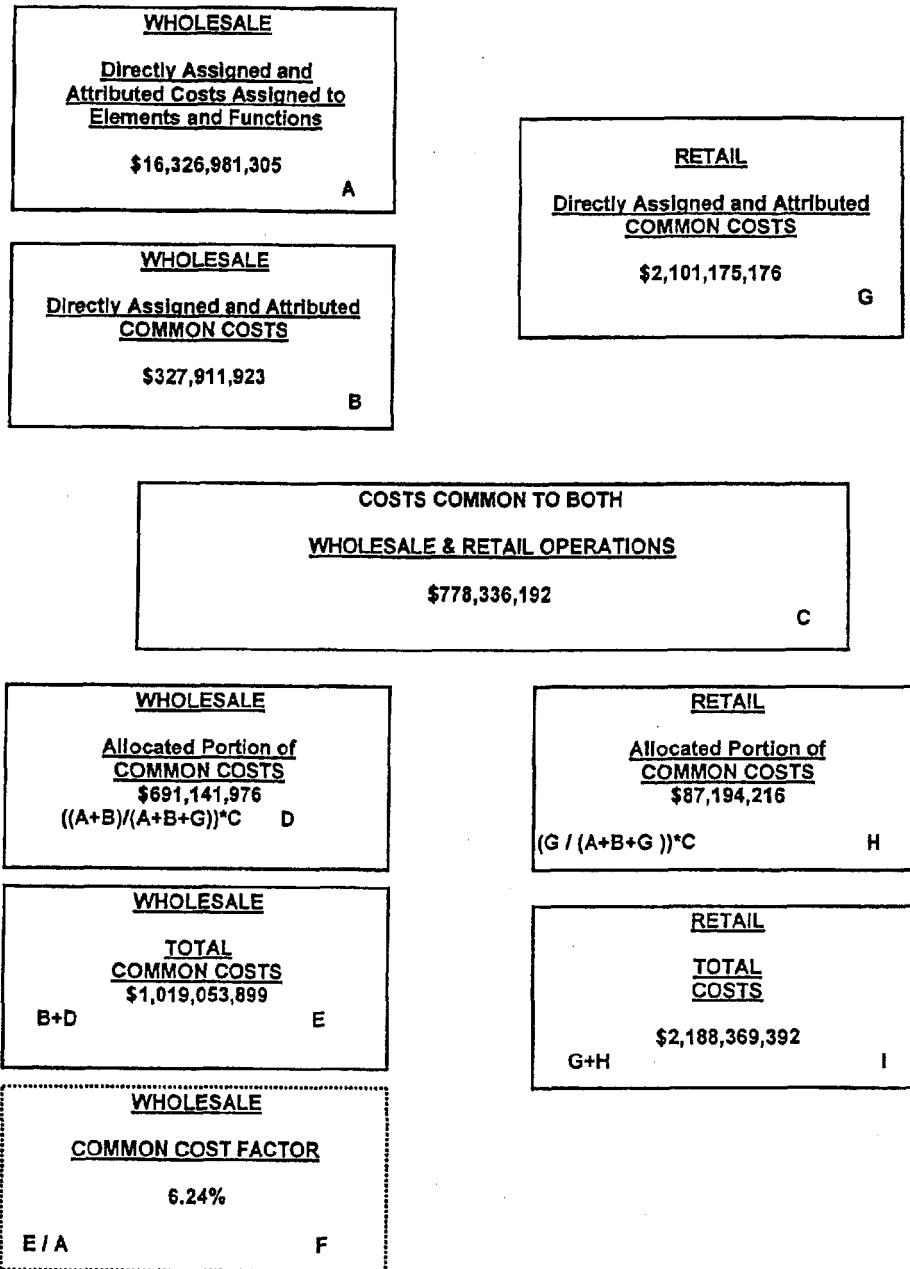 WHOLESALE
Directly Assigned and
Attributed Costs Assigned to
Elements and Functions
$16,326,981,305
A
RETAIL
Directly Assigned and Attributed
COMMON COSTS
$2,101,175,176
G
WHOLESALE
Directly Assigned and Attributed
COMMON COSTS
$327,911,923
B
COSTS COMMON TO BOTH
WHOLESALE & RETAIL OPERATIONS
$778,336,192
C
WHOLESALE
Allocated Portion of
COMMON COSTS
$691,141,976
((A+B)/(A+B+G))*C D
RETAIL
Allocated Portion of
COMMON COSTS
$87,194,216
(G / (A+B+G ))*C H
WHOLESALE
TOTAL
COMMON COSTS
$1,019,053,899
B+D E
RETAIL
TOTAL
COSTS
$2,188,369,392
G+H I
WHOLESALE
COMMON COST FACTOR
6.24%
E / A F